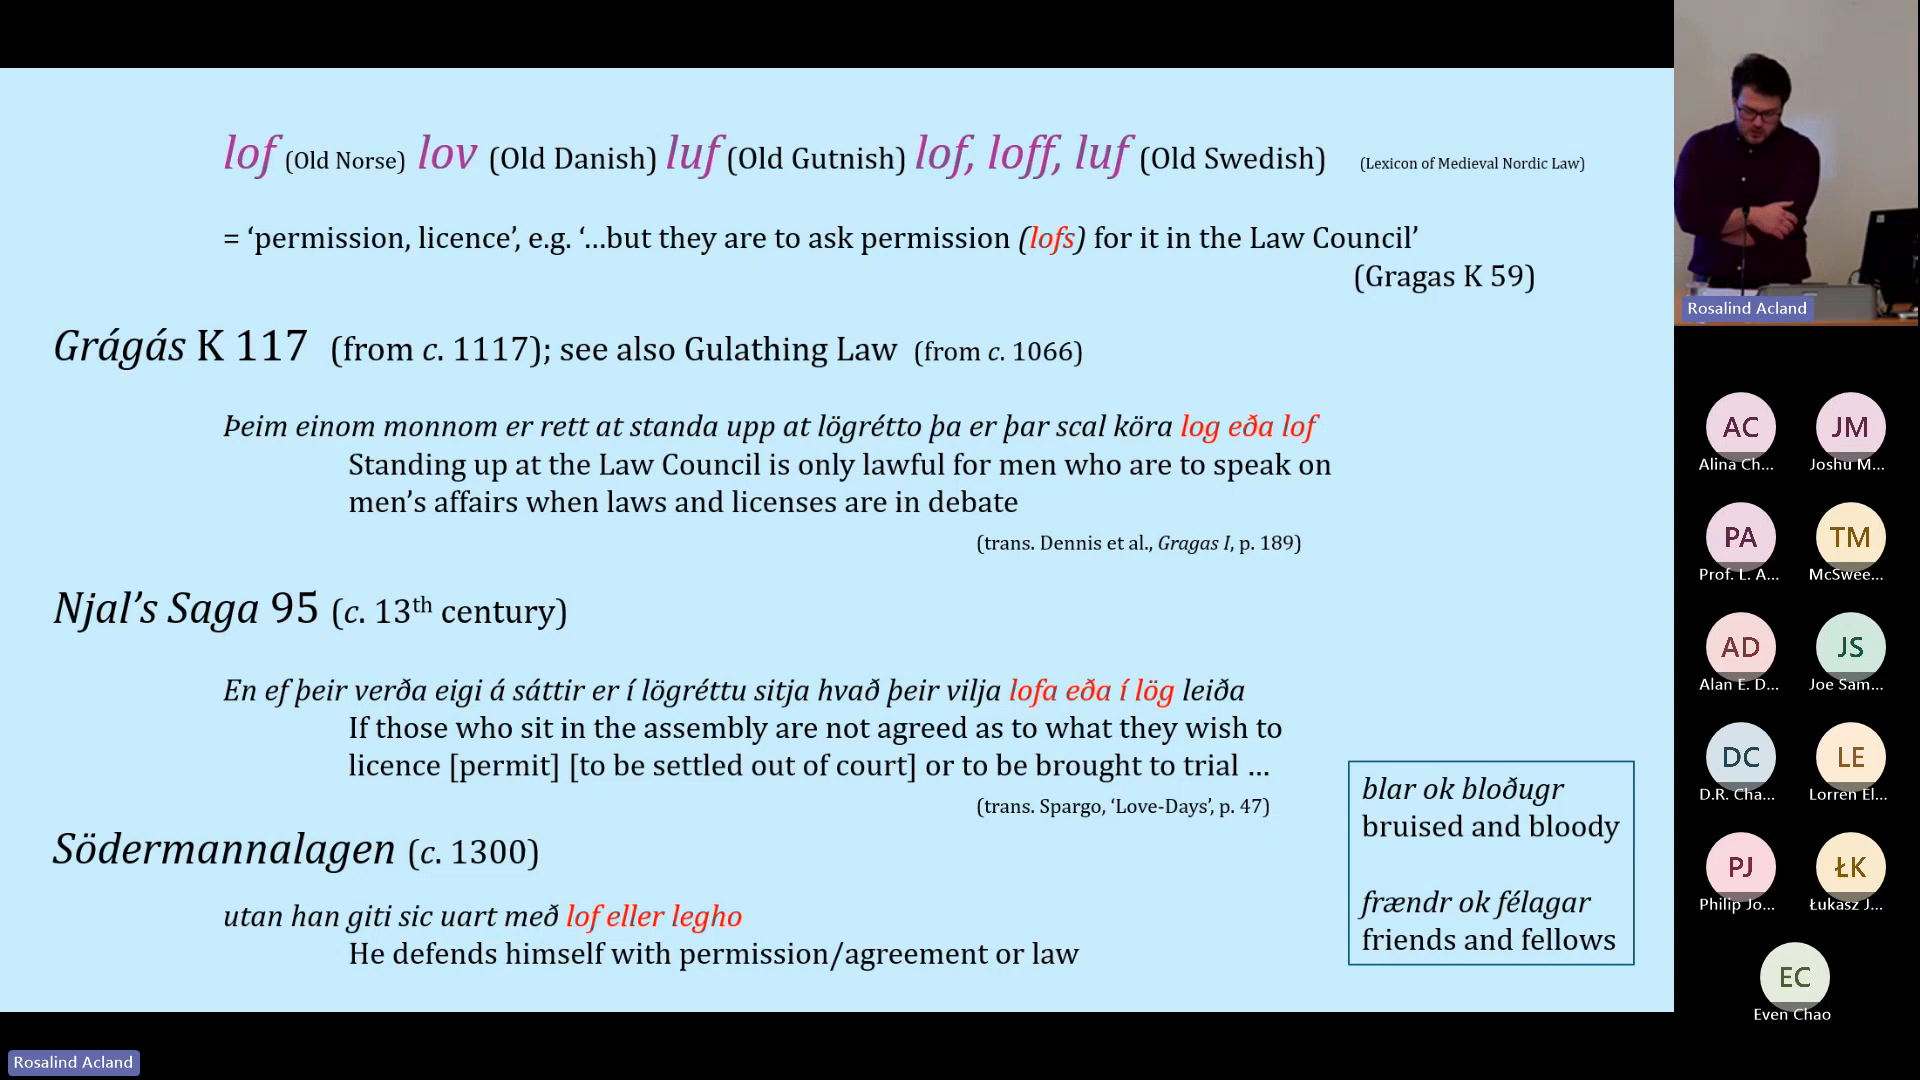 lof (Old Norse) lov (Old Danish) luf (Old Gutnish) lof, loff, luf (Old Swedish) (Lexicon of Medieval Nordic Law)
= ‘permission, licence’, e.g. ‘…but they are to ask permission (lofs) for it in the Law Council’
(Gragas K 59)
Grágás K 117 (from c. 1117); see also Gulathing Law (from c. 1066)
Þeim einom monnom er rett at standa upp at lögrétto þa er þar scal köra log eða lof
Standing up at the Law Council is only lawful for men who are to speak on
men’s affairs when laws and licenses are in debate
(trans. Dennis et al., Gragas I, p. 189)
Njal’s Saga 95 (c. 13th century)
En ef þeir verða eigi á sáttir er í lögréttu sitja hvað þeir vilja lofa eða í lög leiða
If those who sit in the assembly are not agreed as to what they wish to
licence [permit] [to be settled out of court] or to be brought to trial …
(trans. Spargo, ‘Love-Days’, p. 47)
Södermannalagen (c. 1300)
utan han giti sic uart með lof eller legho
He defends himself with permission/agreement or law
blar ok bloðugr
bruised and bloody
frændr ok félagar
friends and fellows
Rosalind Acland
AC JM
Alina Ch... Joshu M...
PA TM
Prof. L. A... McSwee...
AD JS
Alan E. D... Joe Sam...
DC LE
D.R. Cha... Lorren El...
PJ ŁK
Philip Jo... Łukasz J...
EC
Even Chao
Rosalind Acland